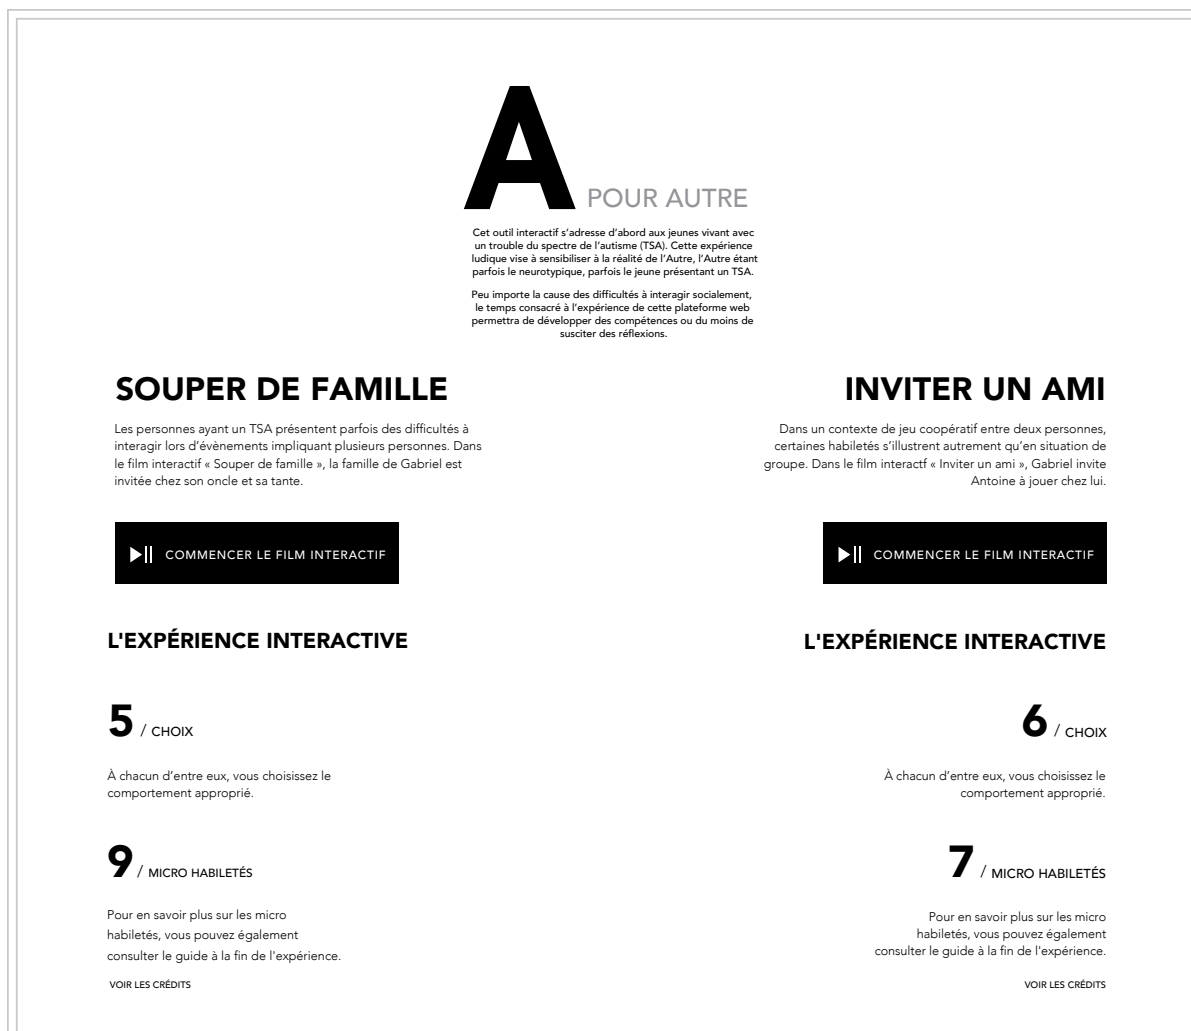 A POUR AUTRE
Cet outil interactif s’adresse d’abord aux jeunes vivant avec
un trouble du spectre de l’autisme (TSA). Cette expérience
ludique vise à sensibiliser à la réalité de l’Autre, l’Autre étant
parfois le neurotypique, parfois le jeune présentant un TSA.
Peu importe la cause des difficultés à interagir socialement,
le temps consacré à l’expérience de cette plateforme web
permettra de développer des compétences ou du moins de
susciter des réflexions.
SOUPER DE FAMILLE
Les personnes ayant un TSA présentent parfois des difficultés à
interagir lors d’évènements impliquant plusieurs personnes. Dans
le film interactif « Souper de famille », la famille de Gabriel est
invitée chez son oncle et sa tante.
COMMENCER LE FILM INTERACTIF
L'EXPÉRIENCE INTERACTIVE
5 / CHOIX
À chacun d’entre eux, vous choisissez le
comportement approprié.
9 / MICRO HABILETÉS
Pour en savoir plus sur les micro
habiletés, vous pouvez également
consulter le guide à la fin de l'expérience.
VOIR LES CRÉDITS
INVITER UN AMI
Dans un contexte de jeu coopératif entre deux personnes,
certaines habiletés s’illustrent autrement qu’en situation de
groupe. Dans le film interactf « Inviter un ami », Gabriel invite
Antoine à jouer chez lui.
COMMENCER LE FILM INTERACTIF
L'EXPÉRIENCE INTERACTIVE
6 / CHOIX
À chacun d’entre eux, vous choisissez le
comportement approprié.
7 / MICRO HABILETÉS
Pour en savoir plus sur les micro
habiletés, vous pouvez également
consulter le guide à la fin de l'expérience.
VOIR LES CRÉDITS